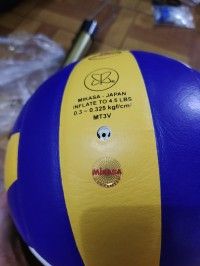 MIKASA - JAPAN
INFLATE TO 4.5 LBS
0.3 ~ 0.325 kgf/cm²
MT3V
MIKASA